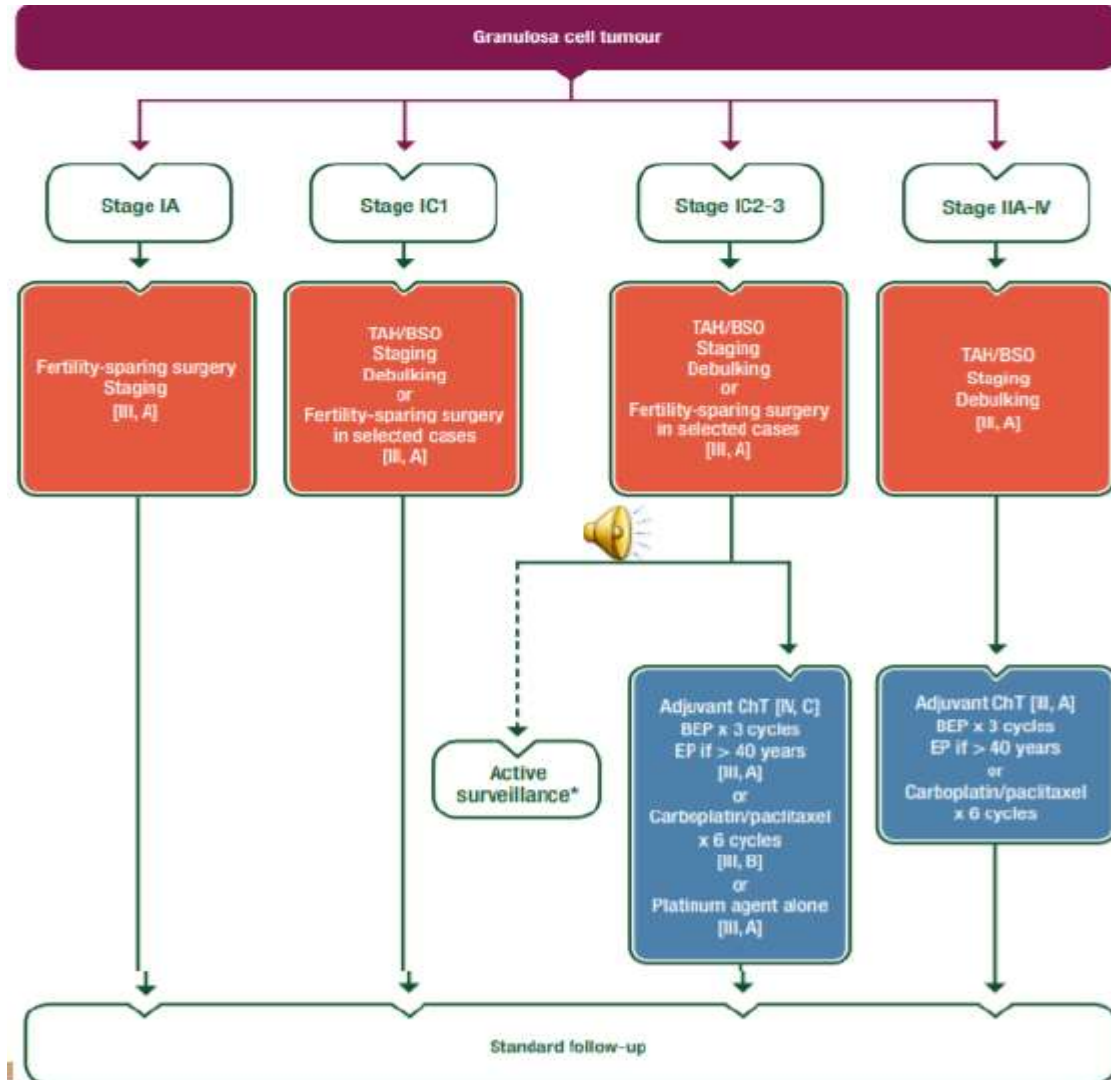 Granulosa cell tumour
Stage IA
Stage IC1
Stage IC2-3
Stage IIA-IV
Fertility-sparing surgery
Staging
[III, A]
TAH/BSO
Staging
Debulking
or
Fertility-sparing surgery
in selected cases
[III, A]
TAH/BSO
Staging
Debulking
or
Fertility-sparing surgery
in selected cases
[III, A]
TAH/BSO
Staging
Debulking
[III, A]
Active
surveillance*
Adjuvant ChT [IV, C]
BEP x 3 cycles
EP if > 40 years
[III, A]
or
Carboplatin/paclitaxel
x 6 cycles
[III, B]
or
Platinum agent alone
[III, A]
Adjuvant ChT [III, A]
BEP x 3 cycles
EP if > 40 years
or
Carboplatin/paclitaxel
x 6 cycles
Standard follow-up